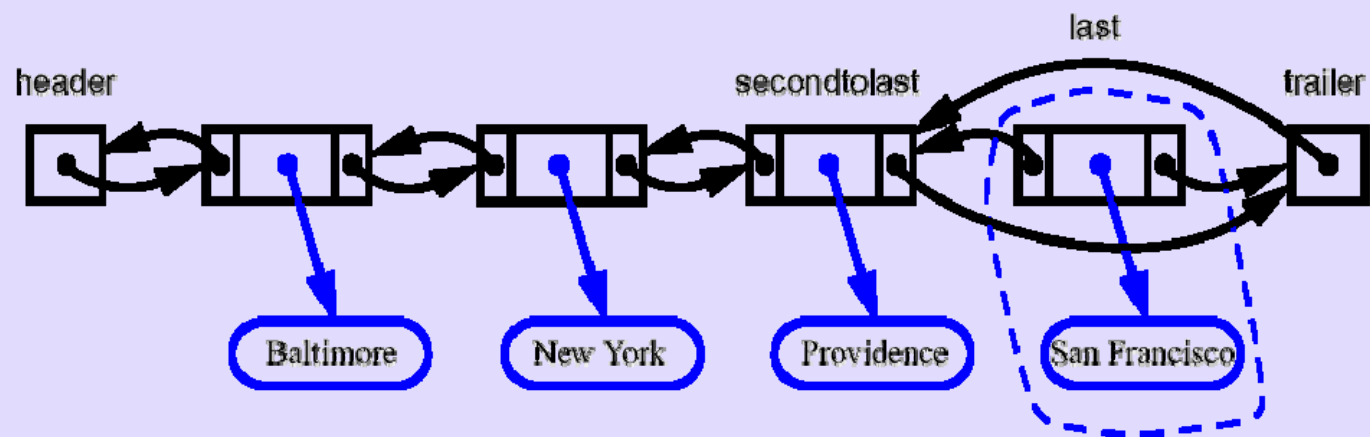 last
header
secondtolast
trailer
Baltimore
New York
Providence
San Francisco